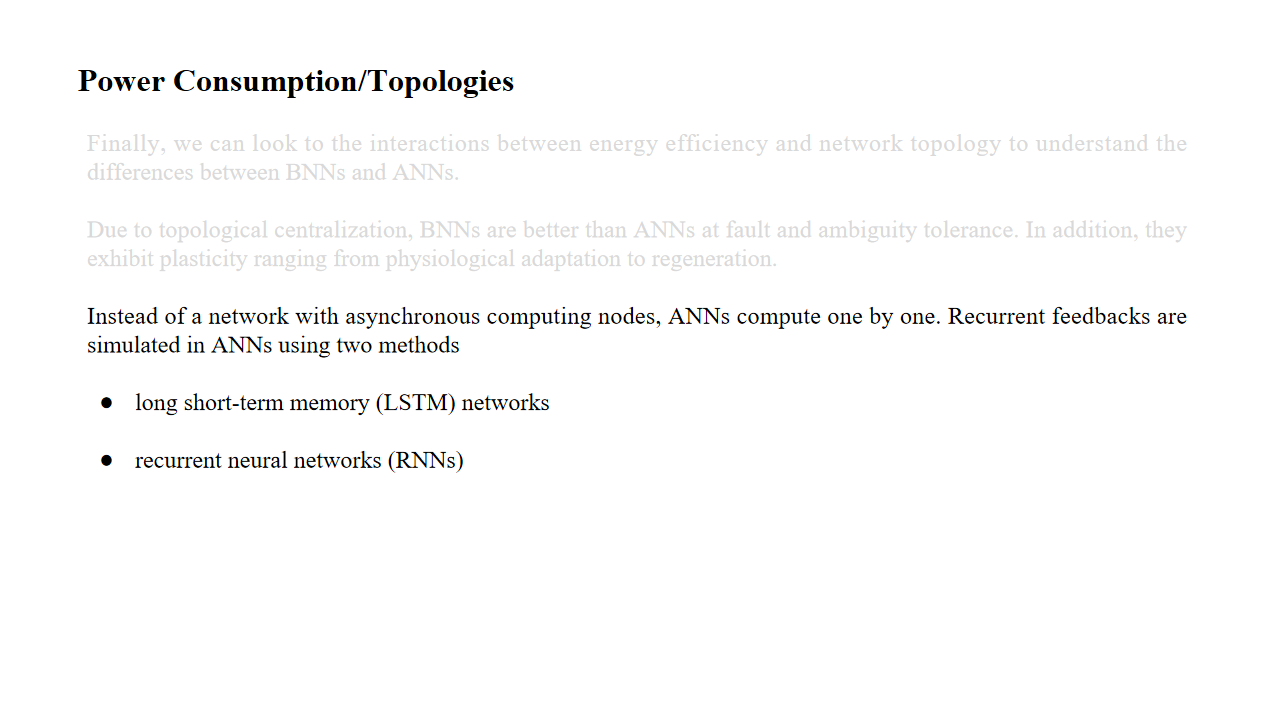 Power Consumption/Topologies
Finally, we can look to the interactions between energy efficiency and network topology to understand the
differences between BNNs and ANNs.
Due to topological centralization, BNNs are better than ANNs at fault and ambiguity tolerance. In addition, they
exhibit plasticity ranging from physiological adaptation to regeneration.
Instead of a network with asynchronous computing nodes, ANNs compute one by one. Recurrent feedbacks are
simulated in ANNs using two methods
● long short-term memory (LSTM) networks
● recurrent neural networks (RNNs)